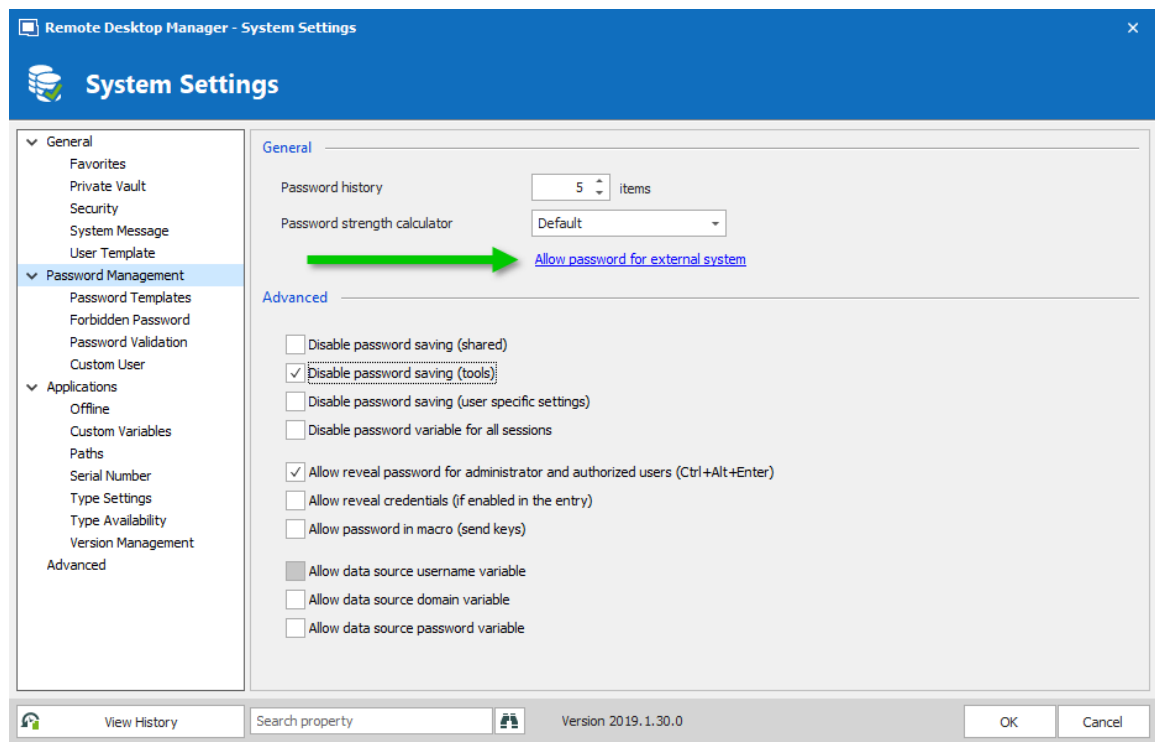 Remote Desktop Manager - System Settings
System Settings
General
Favorites
Private Vault
Security
System Message
User Template
Password Management
Password Templates
Forbidden Password
Password Validation
Custom User
Applications
Offline
Custom Variables
Paths
Serial Number
Type Settings
Type Availability
Version Management
Advanced
General
Password history 5 items
Password strength calculator Default
Allow password for external system
Advanced
Disable password saving (shared)
Disable password saving (tools)
Disable password saving (user specific settings)
Disable password variable for all sessions
Allow reveal password for administrator and authorized users (Ctrl+Alt+Enter)
Allow reveal credentials (if enabled in the entry)
Allow password in macro (send keys)
Allow data source username variable
Allow data source domain variable
Allow data source password variable
View History Search property Version 2019.1.30.0 OK Cancel